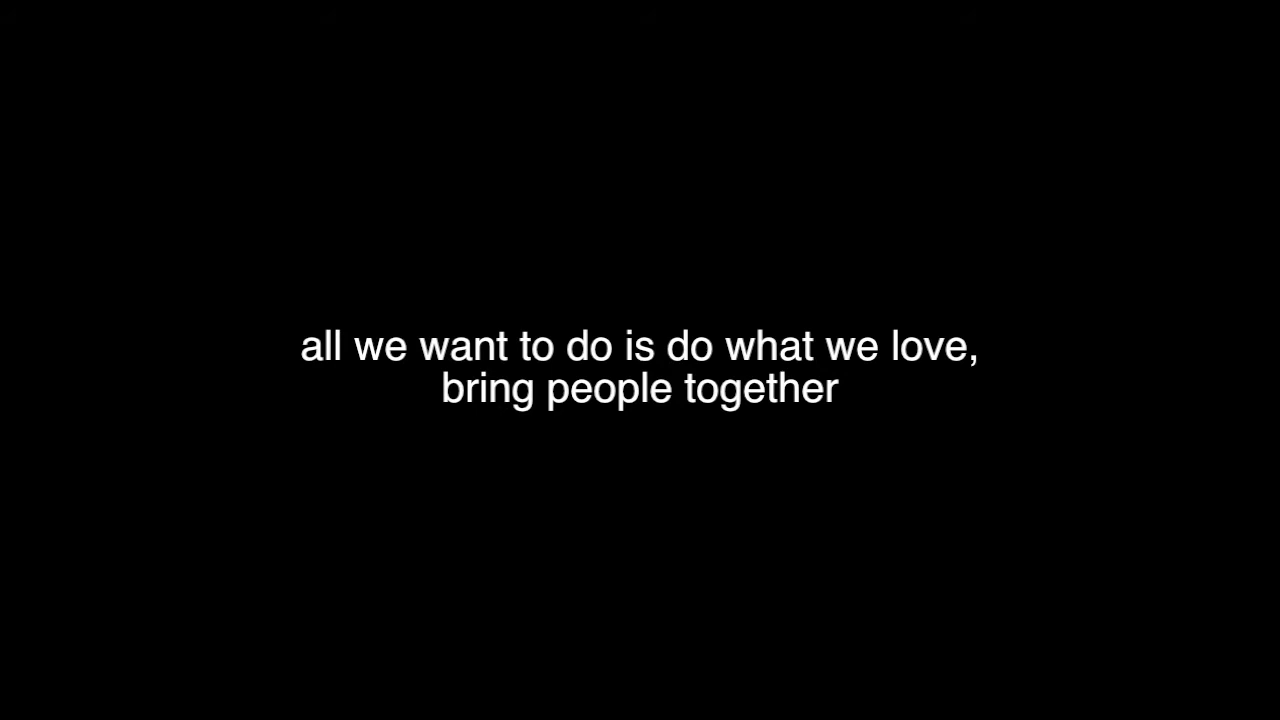 all we want to do is do what we love,
bring people together